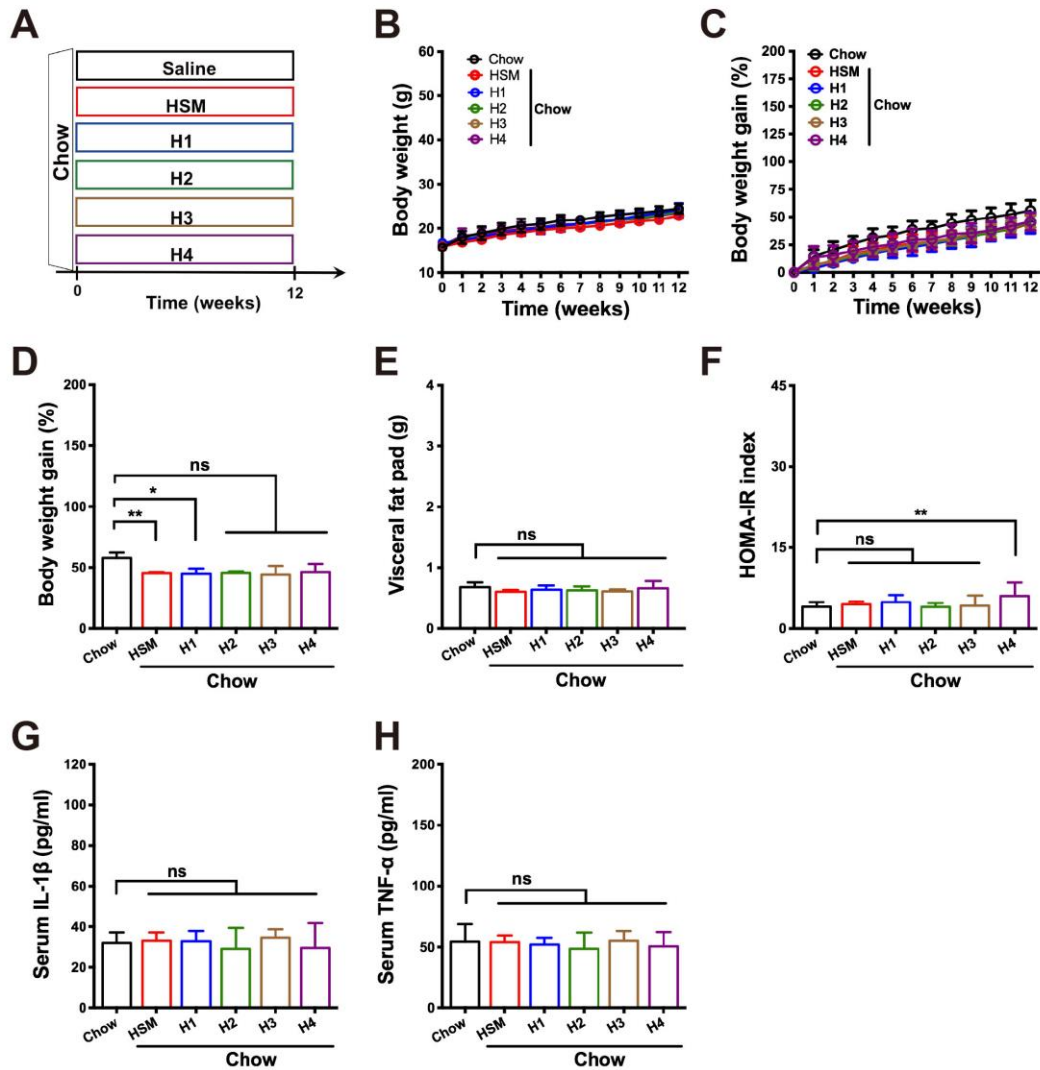 A
Chow
Saline
HSM
H1
H2
H3
H4
0
12
Time (weeks)
B
Body weight (g)
60
50
40
30
20
10
Chow
HSM
H1
H2
H3
H4
Chow
0 1 2 3 4 5 6 7 8 9 10 11 12
Time (weeks)
C
Body weight gain (%)
200
175
150
125
100
75
50
25
0
Chow
HSM
H1
H2
H3
H4
Chow
0 1 2 3 4 5 6 7 8 9 10 11 12
Time (weeks)
D
Body weight gain (%)
200
150
100
50
0
ns
*
**
Chow HSM H1 H2 H3 H4
Chow
E
Visceral fat pad (g)
4
3
2
1
0
ns
Chow HSM H1 H2 H3 H4
Chow
F
HOMA-IR index
45
30
15
0
**
ns
Chow HSM H1 H2 H3 H4
Chow
G
Serum IL-1β (pg/ml)
120
100
80
60
40
20
0
ns
Chow HSM H1 H2 H3 H4
Chow
H
Serum TNF-α (pg/ml)
200
150
100
50
0
ns
Chow HSM H1 H2 H3 H4
Chow